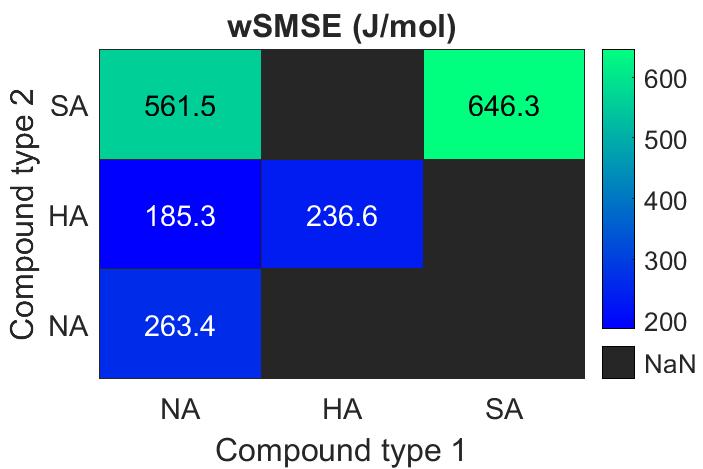 wSMSE (J/mol)
Compound type 2
SA
561.5
646.3
HA
185.3
236.6
NA
263.4
NA
HA
SA
Compound type 1
600
500
400
300
200
NaN